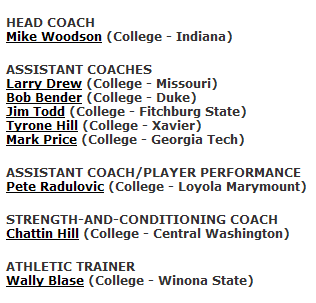 HEAD COACH
Mike Woodson (College - Indiana)
ASSISTANT COACHES
Larry Drew (College - Missouri)
Bob Bender (College - Duke)
Jim Todd (College - Fitchburg State)
Tyrone Hill (College - Xavier)
Mark Price (College - Georgia Tech)
ASSISTANT COACH/PLAYER PERFORMANCE
Pete Radulovic (College - Loyola Marymount)
STRENGTH-AND-CONDITIONING COACH
Chattin Hill (College - Central Washington)
ATHLETIC TRAINER
Wally Blase (College - Winona State)